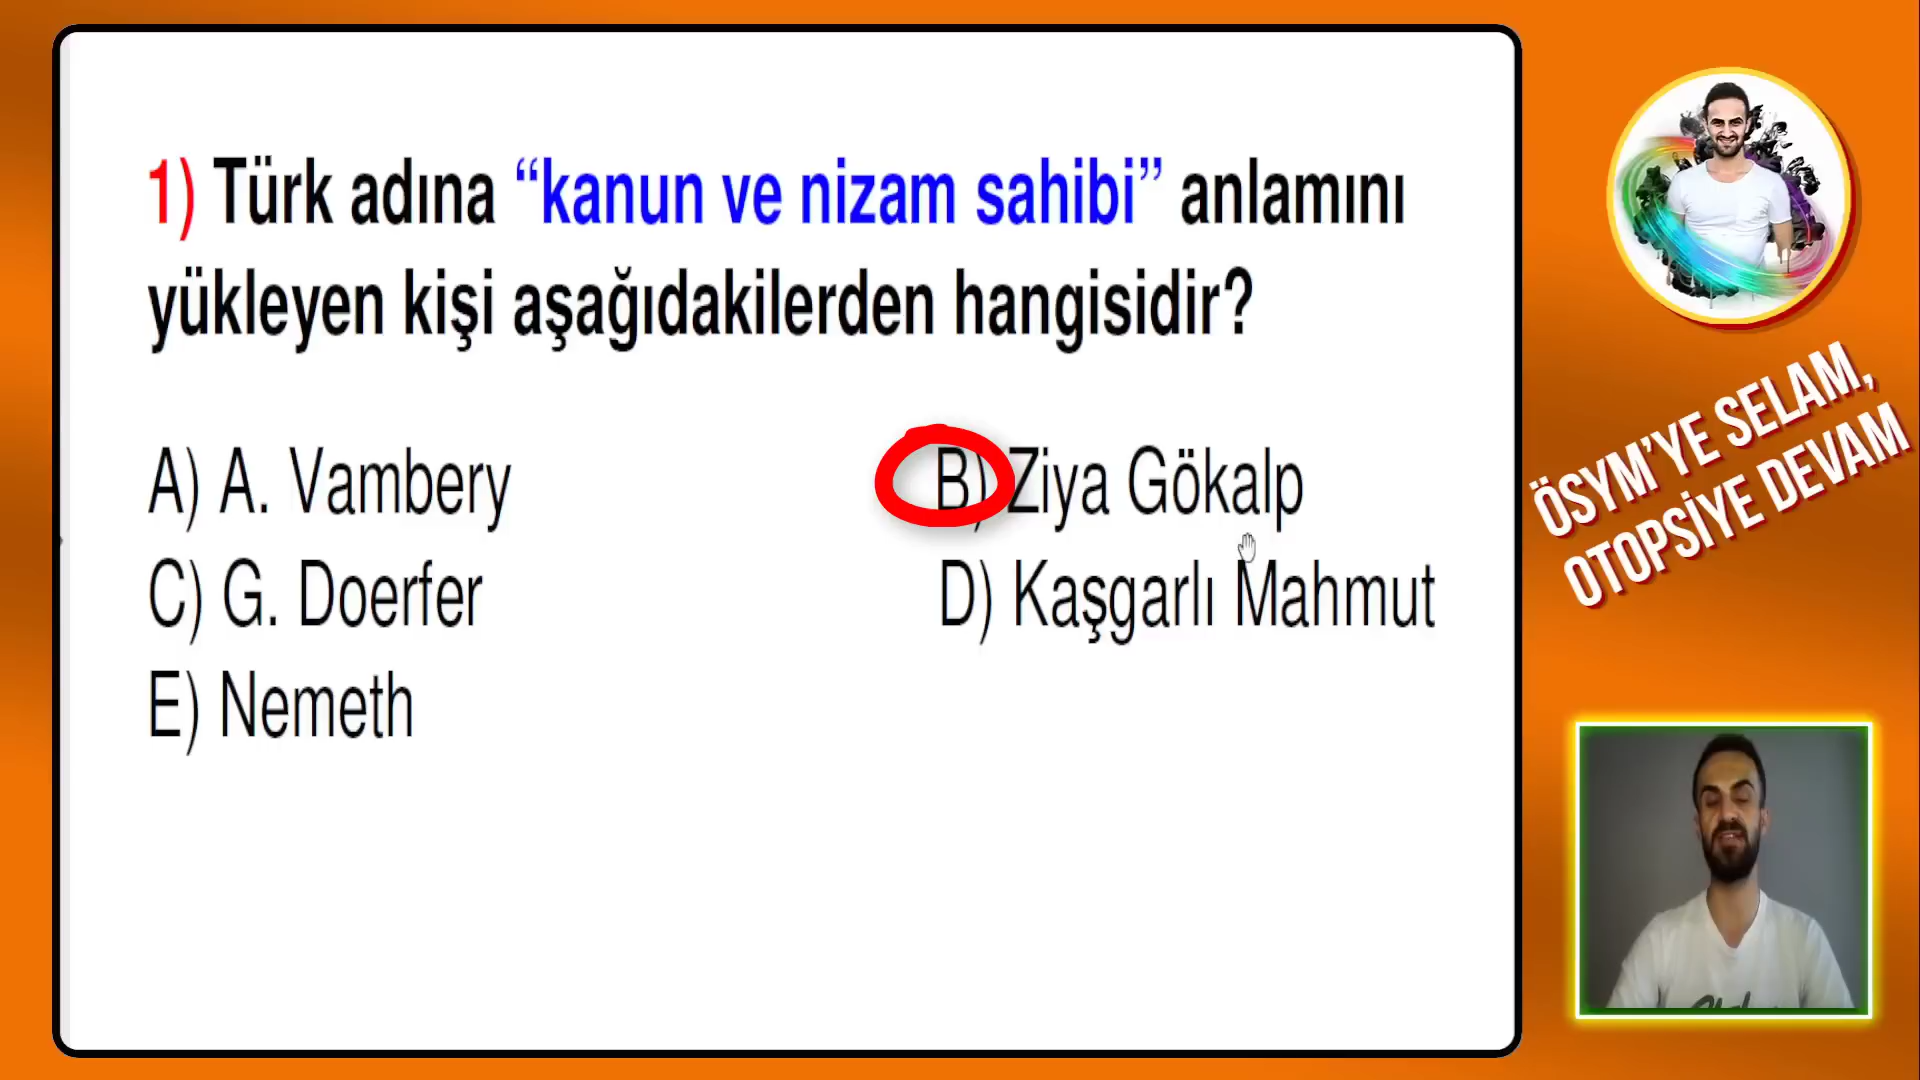 1) Türk adına “kanun ve nizam sahibi” anlamını
yükleyen kişi aşağıdakilerden hangisidir?
A) A. Vambery
B) Ziya Gökalp
C) G. Doerfer
D) Kaşgarlı Mahmut
E) Nemeth
ÖSYM'YE SELAM,
OTOPSİYE DEVAM